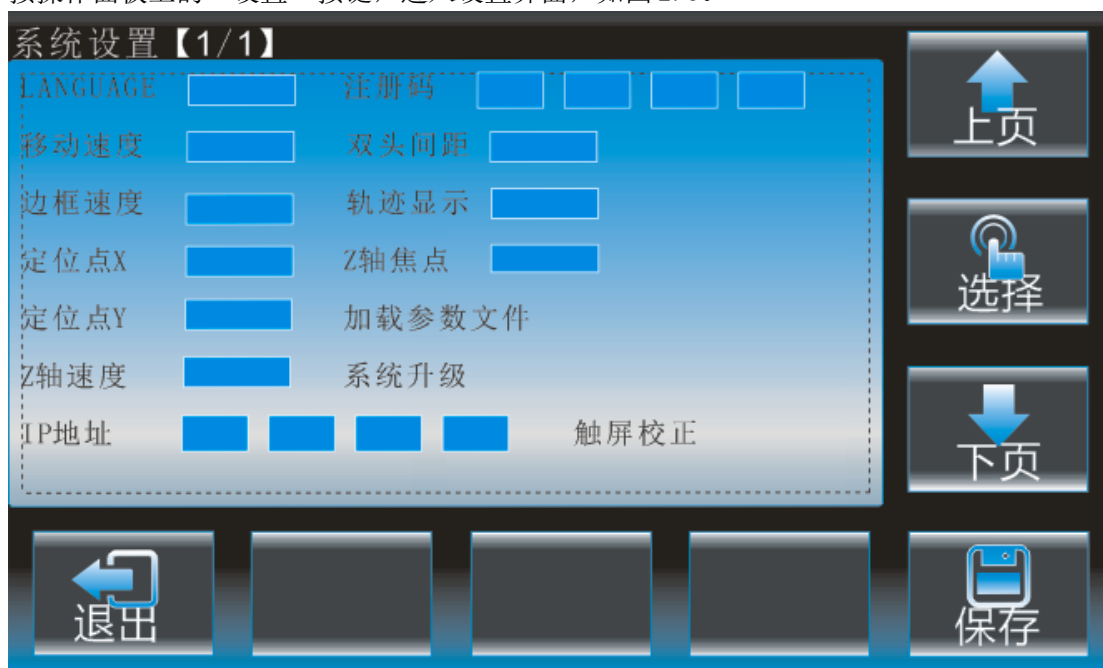 系统设置【1/1】
LANGUAGE 注册码
移动速度 双头间距
边框速度 轨迹显示
定位点X Z轴焦点
定位点Y 加载参数文件
Z轴速度 系统升级
IP地址 触屏校正
上页
选择
下页
退出
保存